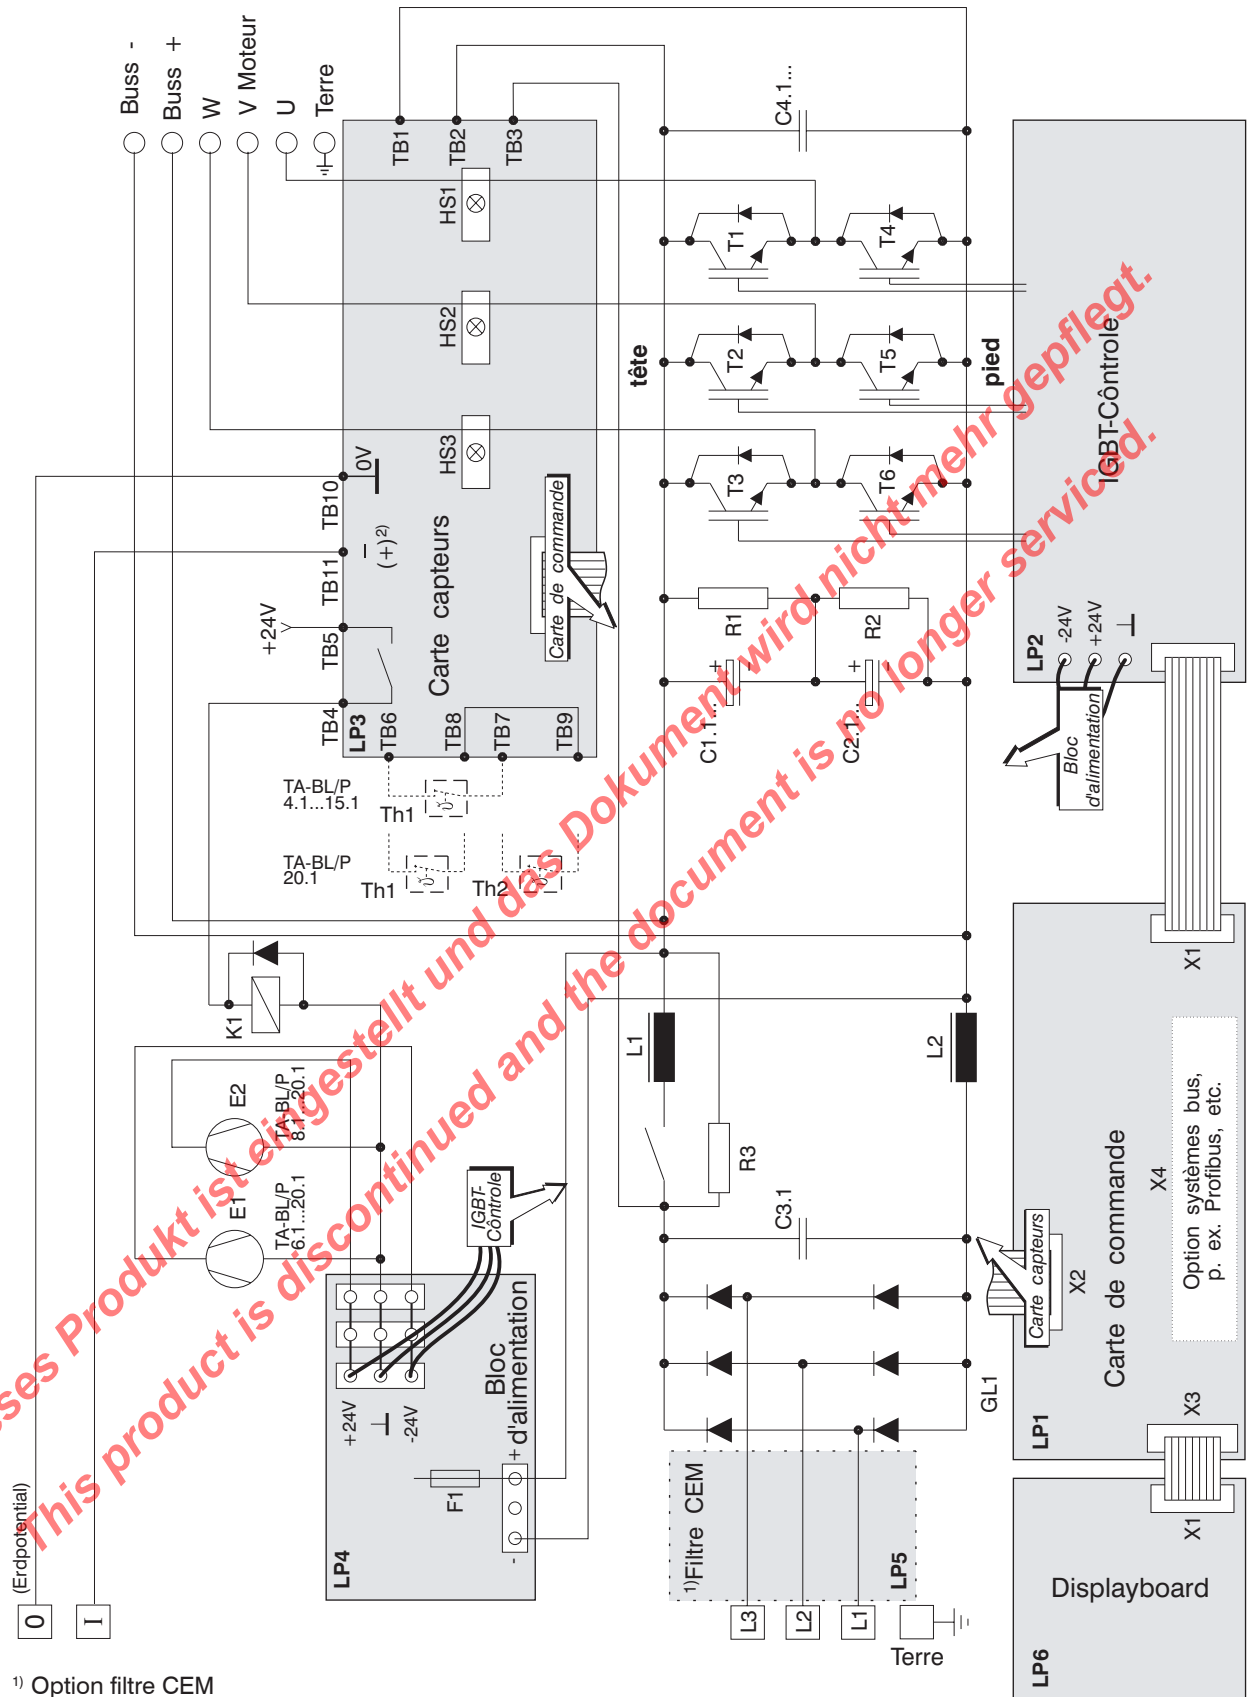 Buss -
Buss +
W
V Moteur
U
Terre
TB1
TB2
TB3
HS1
HS2
HS3
C4.1...
T1
T4
T2
T5
T3
T6
tête
pied
IGBT-Côntrole
LP2
-24V
+24V
Bloc
d'alimentation
0V
TB10
(+)2)
TB11
+24V
TB5
TB4
Carte capteurs
Carte de commande
LP3
TB6
TB8
TB7
TB9
R1
R2
C1.1...
C2.1...
+
-
+
-
TA-BL/P
4.1...15.1
Th1
TA-BL/P
20.1
Th1
Th2
K1
E2
TA-BL/P
8.1...20.1
E1
TA-BL/P
6.1...20.1
L1
L2
R3
C3.1
IGBT-
Côntrole
+24V
-24V
Bloc
d'alimentation
F1
+
-
LP4
GL1
1)Filtre CEM
LP5
L3
L2
L1
Terre
X1
X4
Option systèmes bus,
p. ex. Profibus, etc.
Carte de commande
Carte capteurs
X2
LP1
X3
X1
Displayboard
LP6
(Erdpotential)
0
I
1) Option filtre CEM
ses Produkt ist eingestellt und das Dokument wird nicht mehr gepflegt.
This product is discontinued and the document is no longer serviced.